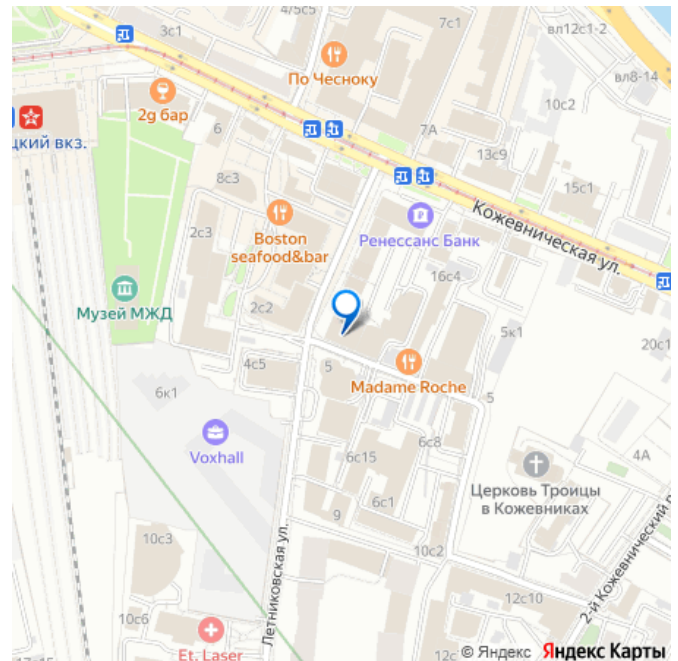 4/5с5
3с1
7с1
вл12с1-2
вл8-14
По Чесноку
10с2
2g бар
6
7А
цкий вкз.
13с9
8с3
15с1
Кожевническая ул.
Boston
seafood&bar
Ренессанс Банк
2с3
16с4
Музей МЖД
2с2
5к1
20с1
4с5
5
Madame Roche
6к1
5
Voxhall
6с15
6с8
4А
Церковь Троицы
в Кожевниках
6с1
9
10с3
10с2
Летниковская ул.
2-й Кожевнический
12с10
10с6
Et. Laser
12с
17с15
© Яндекс Яндекс Карты